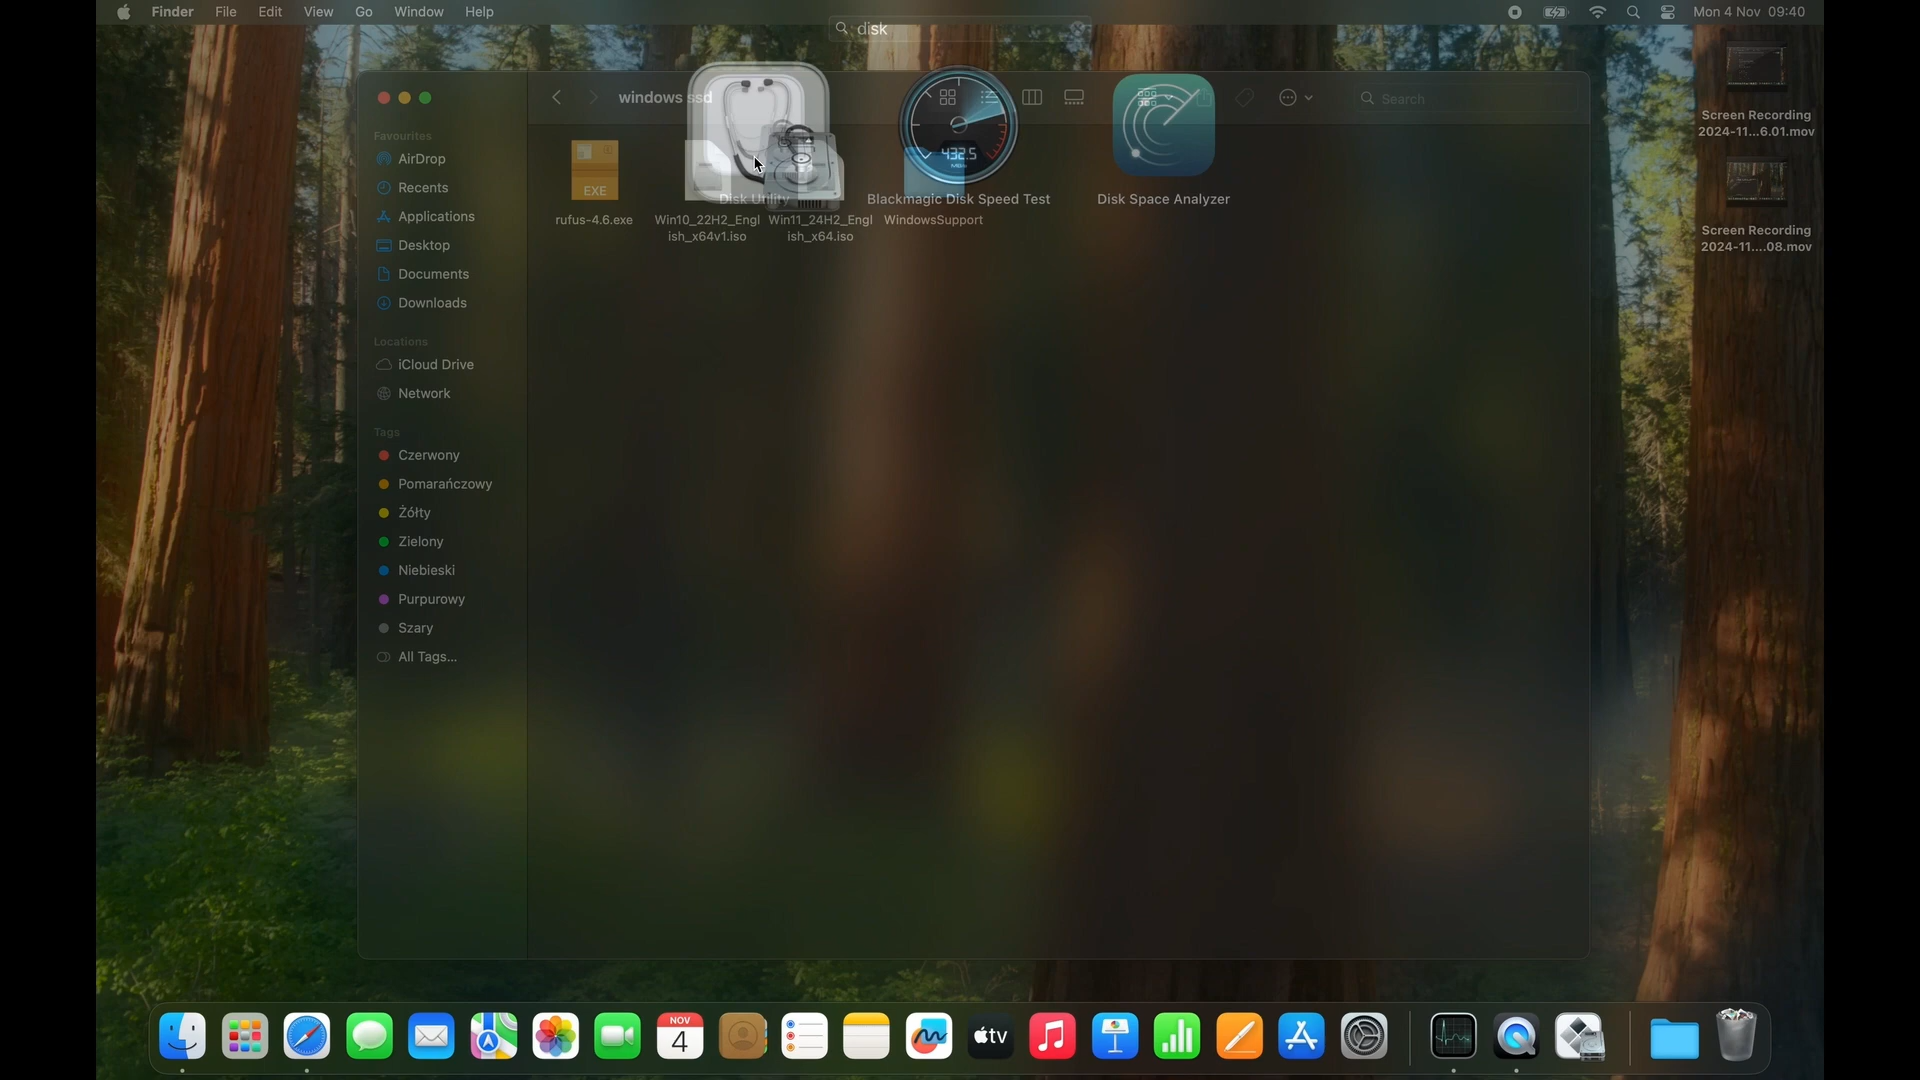 Finder File Edit View Go Window Help
Mon 4 Nov 09:40
disk
windows ssd
Search
Favourites
AirDrop
Recents
Applications
Desktop
Documents
Downloads
Locations
iCloud Drive
Network
Tags
Czerwony
Pomarańczowy
Żółty
Zielony
Niebieski
Purpurowy
Szary
All Tags...
EXE
432.5
Disk Utility
Blackmagic Disk Speed Test
Disk Space Analyzer
rufus-4.6.exe
Win10_22H2_Engl
ish_x64v1.iso
Win11_24H2_Engl
ish_x64.iso
WindowsSupport
Screen Recording
2024-11...6.01.mov
Screen Recording
2024-11....08.mov
NOV
4
tv